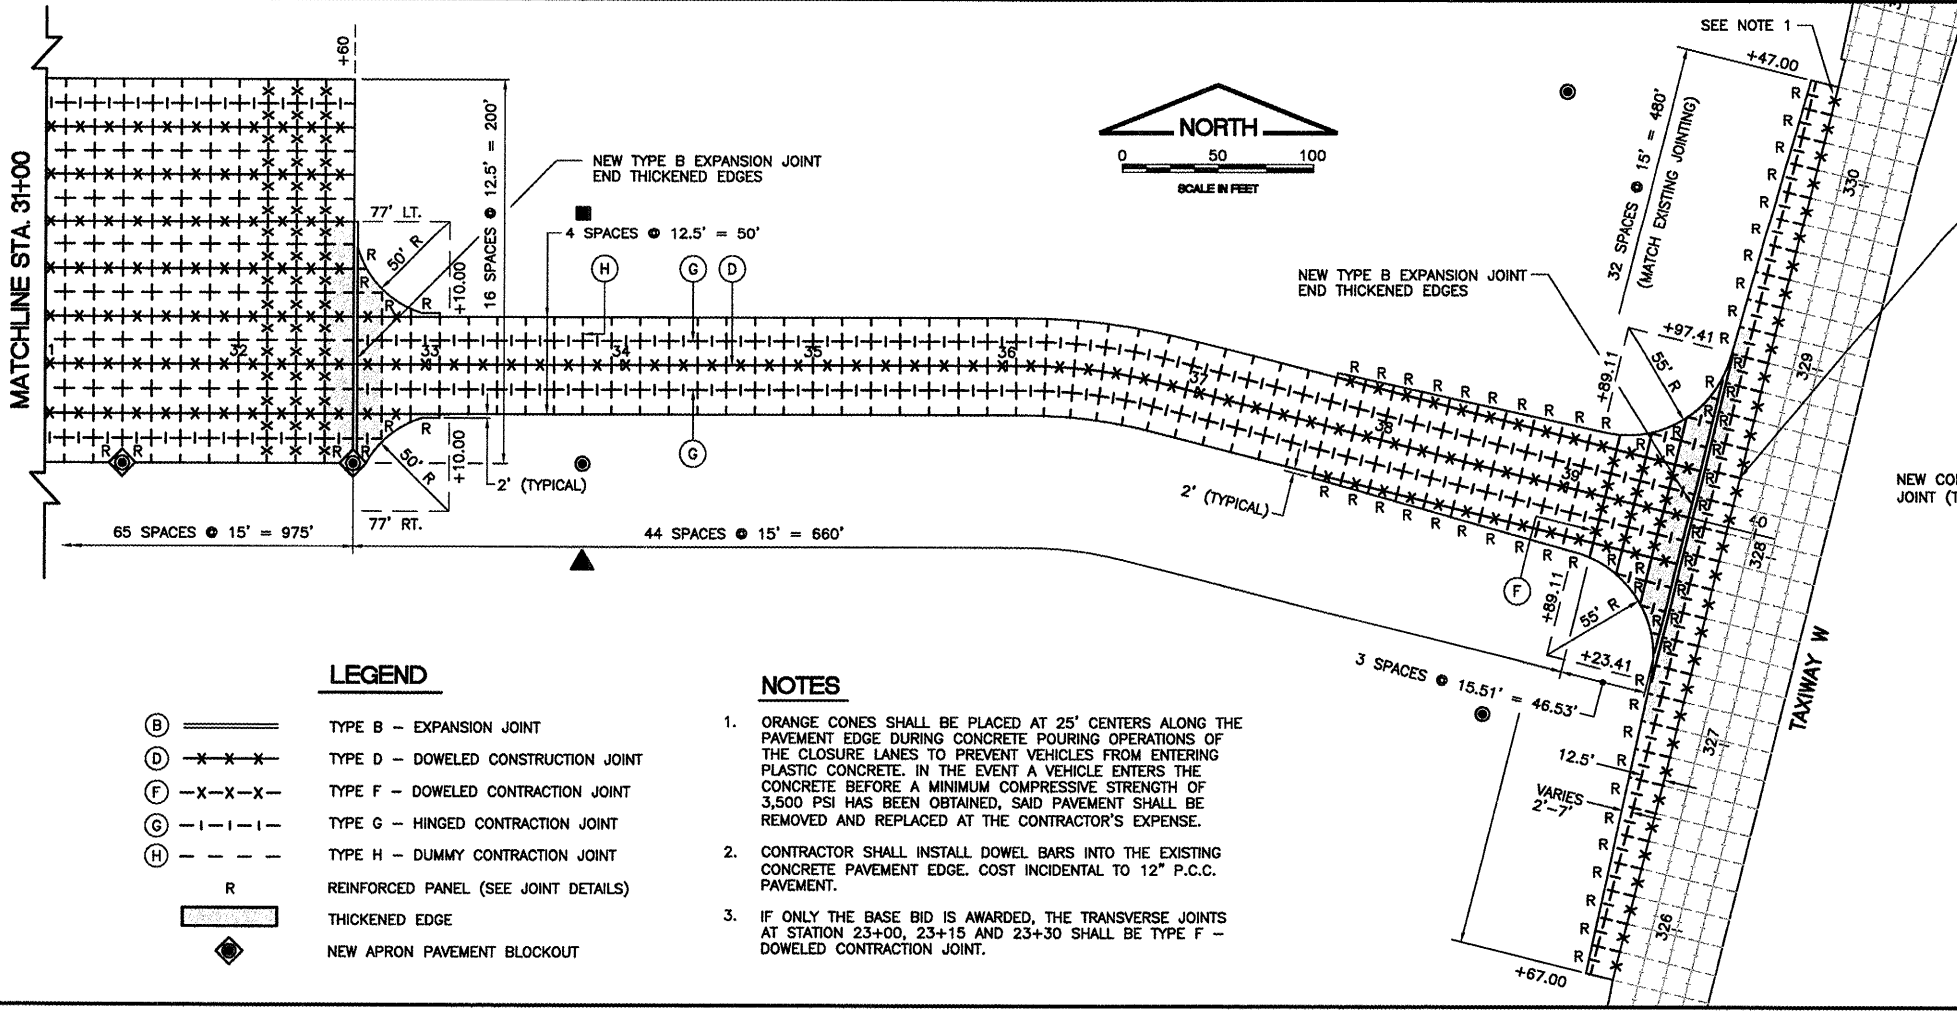 SEE NOTE 1
+47.00
+60
NORTH
0 50 100
SCALE IN FEET
MATCHLINE STA. 31+00
16 SPACES @ 12.5' = 200'
NEW TYPE B EXPANSION JOINT
END THICKENED EDGES
77' LT.
50' R
+10.00
4 SPACES @ 12.5' = 50'
H
G
D
32 SPACES @ 15' = 480'
(MATCH EXISTING JOINTING)
NEW TYPE B EXPANSION JOINT
END THICKENED EDGES
+97.41
55' R
+89.11
330
329
328
327
326
1
32
33
34
35
36
37
38
39
40
R R
50' R
+10.00
77' RT.
2' (TYPICAL)
G
2' (TYPICAL)
F
65 SPACES @ 15' = 975'
44 SPACES @ 15' = 660'
+89.11
55' R
+23.41
3 SPACES @ 15.51' = 46.53'
12.5'
VARIES
2'-7'
+67.00
TAXIWAY W
NEW CO
JOINT (T
LEGEND
B TYPE B – EXPANSION JOINT
D TYPE D – DOWELED CONSTRUCTION JOINT
F TYPE F – DOWELED CONTRACTION JOINT
G TYPE G – HINGED CONTRACTION JOINT
H TYPE H – DUMMY CONTRACTION JOINT
R REINFORCED PANEL (SEE JOINT DETAILS)
THICKENED EDGE
NEW APRON PAVEMENT BLOCKOUT
NOTES
1. ORANGE CONES SHALL BE PLACED AT 25' CENTERS ALONG THE
PAVEMENT EDGE DURING CONCRETE POURING OPERATIONS OF
THE CLOSURE LANES TO PREVENT VEHICLES FROM ENTERING
PLASTIC CONCRETE. IN THE EVENT A VEHICLE ENTERS THE
CONCRETE BEFORE A MINIMUM COMPRESSIVE STRENGTH OF
3,500 PSI HAS BEEN OBTAINED, SAID PAVEMENT SHALL BE
REMOVED AND REPLACED AT THE CONTRACTOR'S EXPENSE.
2. CONTRACTOR SHALL INSTALL DOWEL BARS INTO THE EXISTING
CONCRETE PAVEMENT EDGE. COST INCIDENTAL TO 12" P.C.C.
PAVEMENT.
3. IF ONLY THE BASE BID IS AWARDED, THE TRANSVERSE JOINTS
AT STATION 23+00, 23+15 AND 23+30 SHALL BE TYPE F –
DOWELED CONTRACTION JOINT.